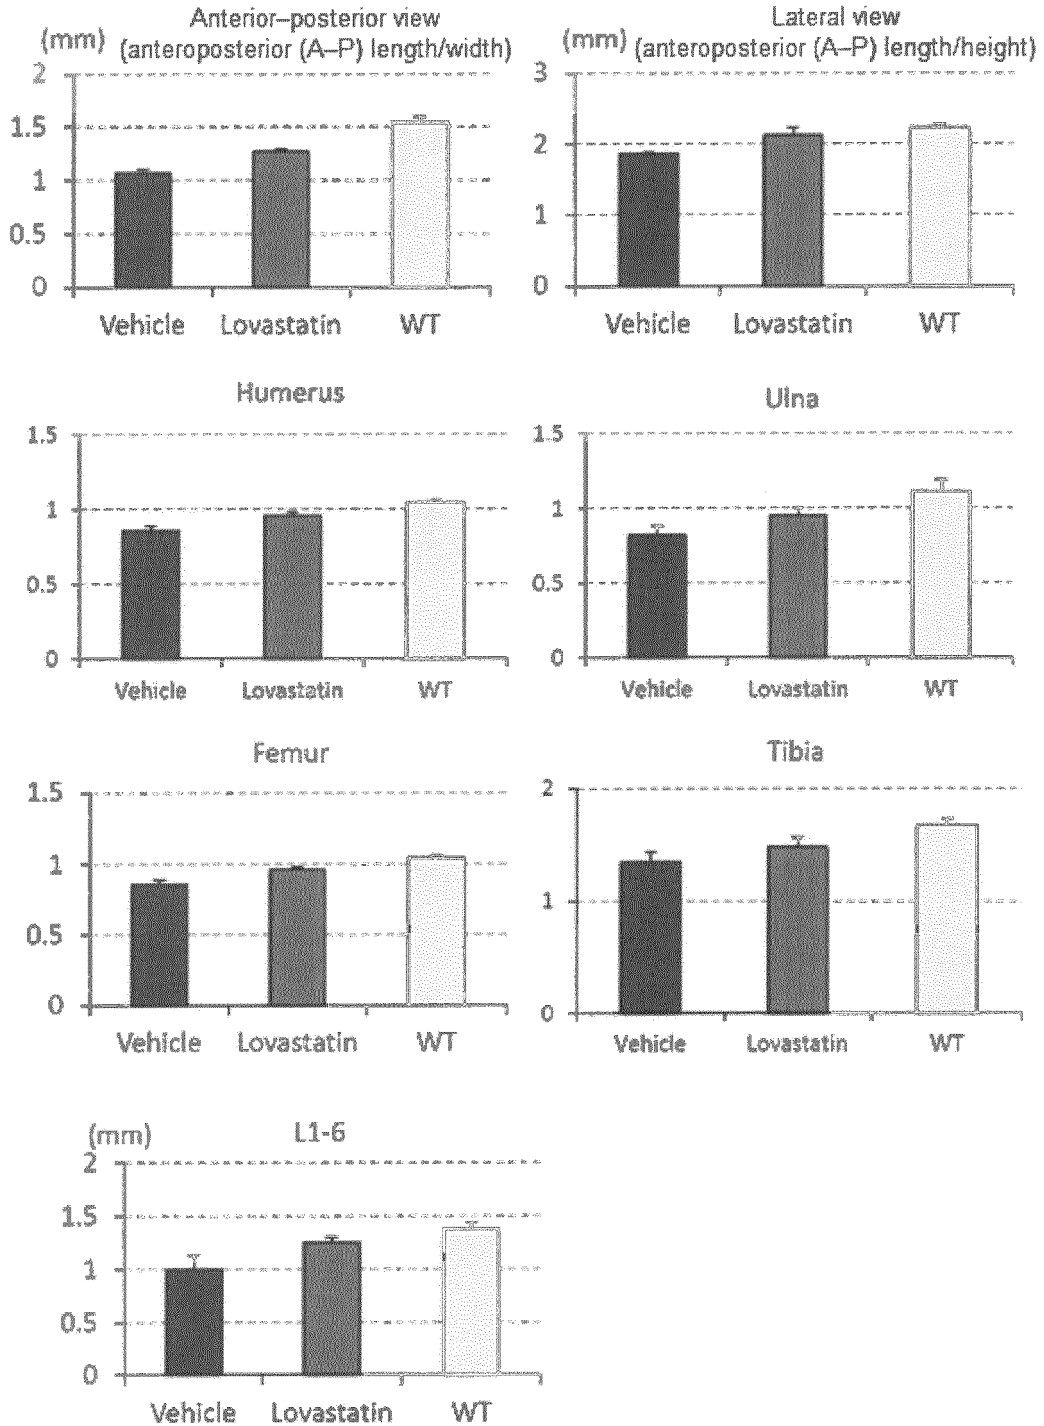 Anterior–posterior view
(mm) (anteroposterior (A–P) length/width)
2
1.5
1
0.5
0
Vehicle Lovastatin WT
Lateral view
(mm) (anteroposterior (A–P) length/height)
3
2
1
0
Vehicle Lovastatin WT
Humerus
1.5
1
0.5
0
Vehicle Lovastatin WT
Ulna
1.5
1
0.5
0
Vehicle Lovastatin WT
Femur
1.5
1
0.5
0
Vehicle Lovastatin WT
Tibia
2
1
0
Vehicle Lovastatin WT
(mm) L1-6
2
1.5
1
0.5
0
Vehicle Lovastatin WT